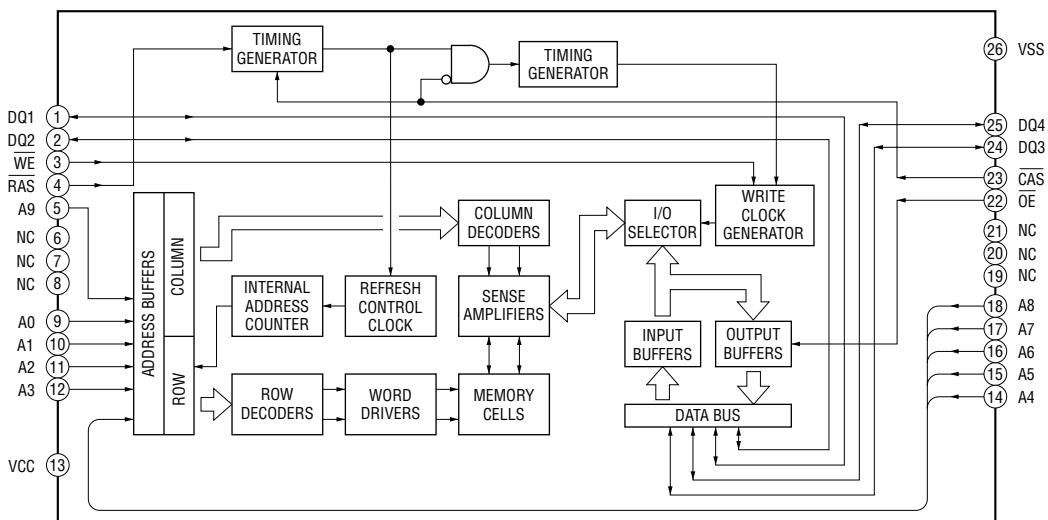 TIMING
GENERATOR
TIMING
GENERATOR
26 VSS
DQ1 1
DQ2 2
W̅E̅ 3
R̅A̅S̅ 4
A9 5
NC 6
NC 7
NC 8
A0 9
A1 10
A2 11
A3 12
VCC 13
25 DQ4
24 DQ3
23 C̅A̅S̅
22 O̅E̅
21 NC
20 NC
19 NC
18 A8
17 A7
16 A6
15 A5
14 A4
ADDRESS BUFFERS
COLUMN
ROW
COLUMN
DECODERS
I/O
SELECTOR
WRITE
CLOCK
GENERATOR
INTERNAL
ADDRESS
COUNTER
REFRESH
CONTROL
CLOCK
SENSE
AMPLIFIERS
INPUT
BUFFERS
OUTPUT
BUFFERS
ROW
DECODERS
WORD
DRIVERS
MEMORY
CELLS
DATA BUS